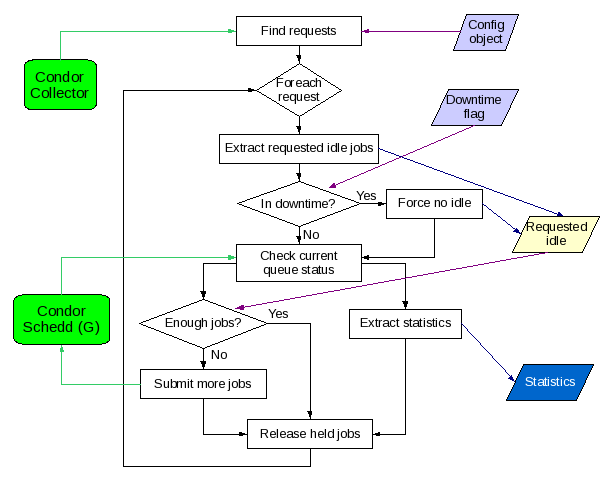 Find requests
Config
object
Condor
Collector
Foreach
request
Downtime
flag
Extract requested idle jobs
In downtime?
Yes
Force no idle
No
Requested
idle
Check current
queue status
Condor
Schedd (G)
Enough jobs?
Yes
Extract statistics
No
Submit more jobs
Statistics
Release held jobs